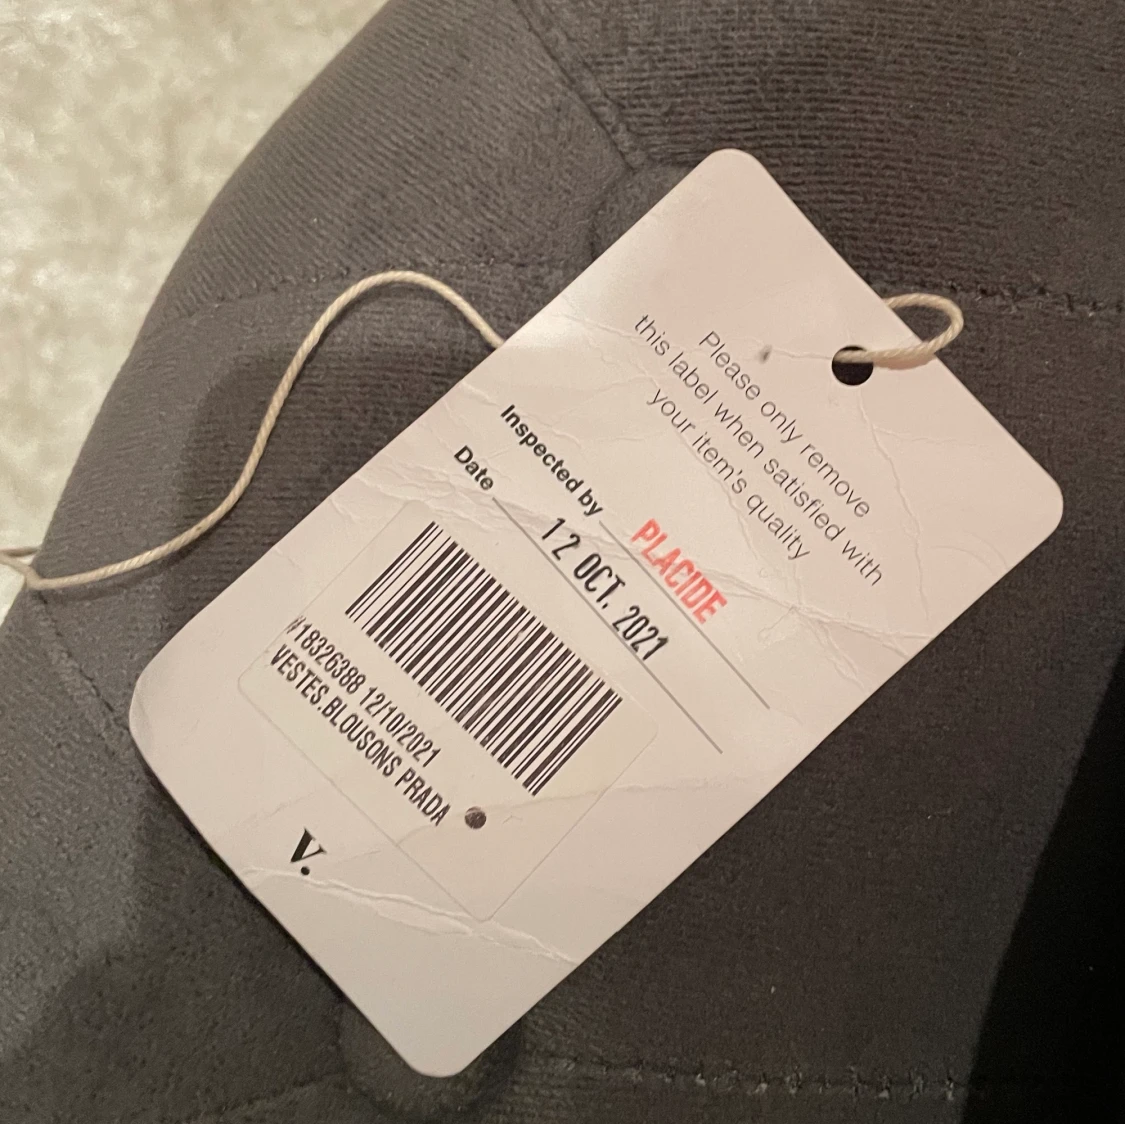 Please only remove
this label when satisfied with
your item's quality
Inspected by PLACIDE
Date 12 OCT. 2021
#18326388 12/10/2021
VESTES.BLOUSONS PRADA
V.